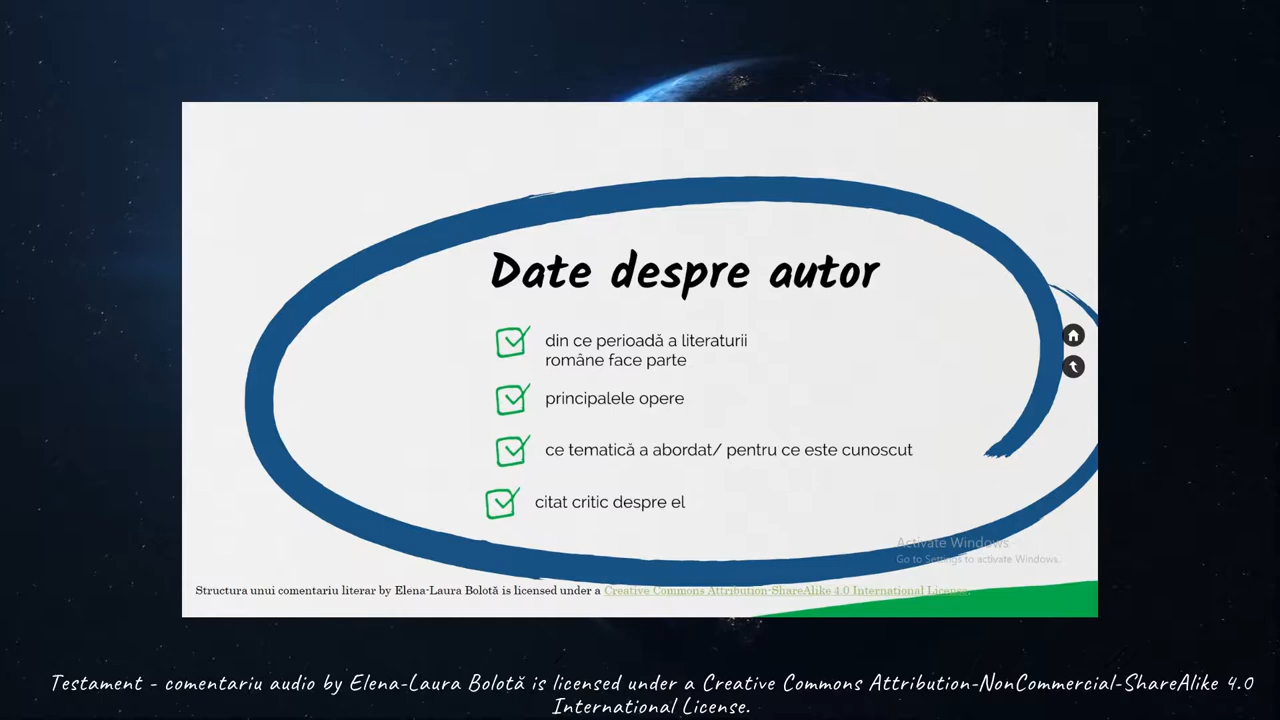 Date despre autor
din ce perioadă a literaturii
române face parte
principalele opere
ce tematică a abordat/ pentru ce este cunoscut
citat critic despre el
Activate Windows
Go to Settings to activate Windows.
Structura unui comentariu literar by Elena-Laura Bolotă is licensed under a Creative Commons Attribution-ShareAlike 4.0 International License.
Testament - comentariu audio by Elena-Laura Bolotă is licensed under a Creative Commons Attribution-NonCommercial-ShareAlike 4.0
International License.